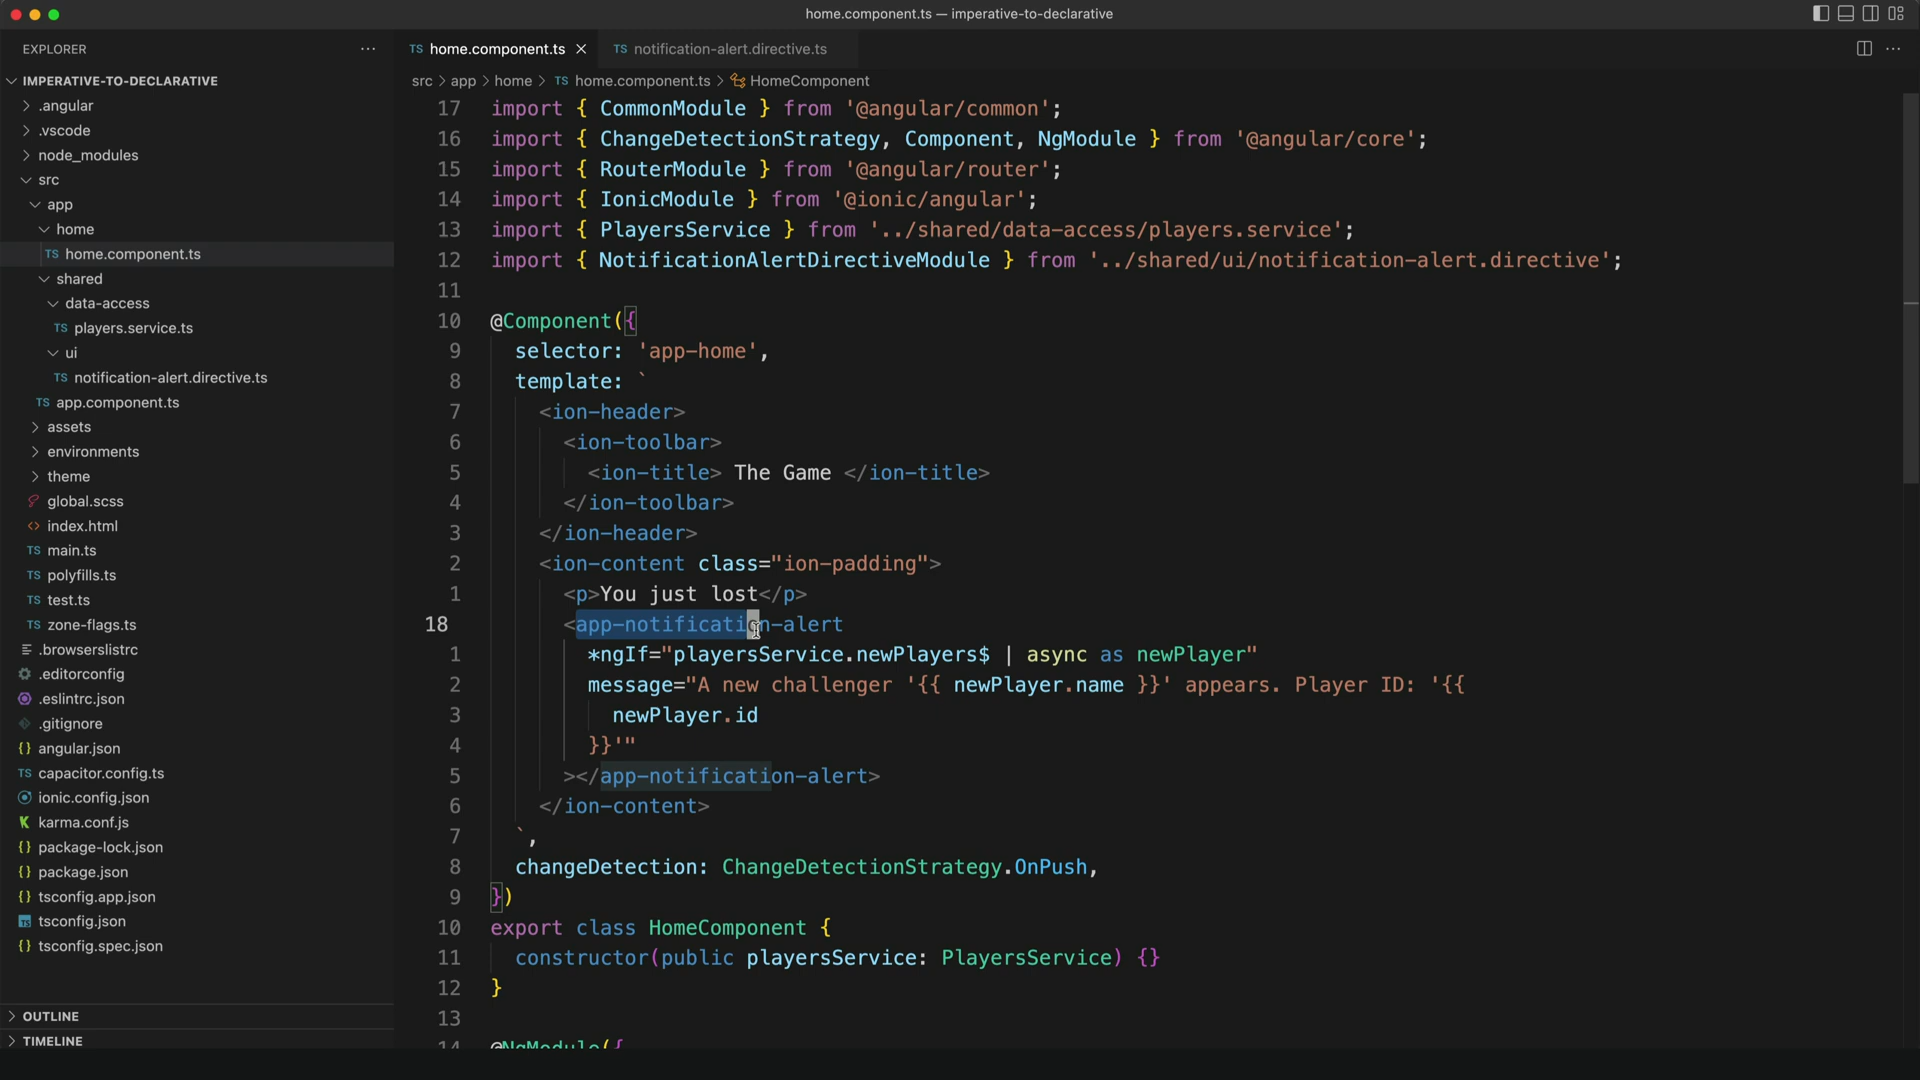 home.component.ts — imperative-to-declarative
EXPLORER
IMPERATIVE-TO-DECLARATIVE
.angular
.vscode
node_modules
src
app
home
TS home.component.ts
shared
data-access
TS players.service.ts
ui
TS notification-alert.directive.ts
TS app.component.ts
assets
environments
theme
global.scss
index.html
TS main.ts
TS polyfills.ts
TS test.ts
TS zone-flags.ts
.browserslistrc
.editorconfig
.eslintrc.json
.gitignore
{} angular.json
TS capacitor.config.ts
ionic.config.json
karma.conf.js
{} package-lock.json
{} package.json
{} tsconfig.app.json
tsconfig.json
{} tsconfig.spec.json
OUTLINE
TIMELINE
TS home.component.ts
TS notification-alert.directive.ts
src > app > home > TS home.component.ts > HomeComponent
17 import { CommonModule } from '@angular/common';
16 import { ChangeDetectionStrategy, Component, NgModule } from '@angular/core';
15 import { RouterModule } from '@angular/router';
14 import { IonicModule } from '@ionic/angular';
13 import { PlayersService } from '../shared/data-access/players.service';
12 import { NotificationAlertDirectiveModule } from '../shared/ui/notification-alert.directive';
11
10 @Component({
9 selector: 'app-home',
8 template: `
7 <ion-header>
6 <ion-toolbar>
5 <ion-title> The Game </ion-title>
4 </ion-toolbar>
3 </ion-header>
2 <ion-content class="ion-padding">
1 <p>You just lost</p>
18 <app-notification-alert
1 *ngIf="playersService.newPlayers$ | async as newPlayer"
2 message="A new challenger '{{ newPlayer.name }}' appears. Player ID: '{{
3 newPlayer.id
4 }}'"
5 ></app-notification-alert>
6 </ion-content>
7 `,
8 changeDetection: ChangeDetectionStrategy.OnPush,
9 })
10 export class HomeComponent {
11 constructor(public playersService: PlayersService) {}
12 }
13
14 @NgModule({